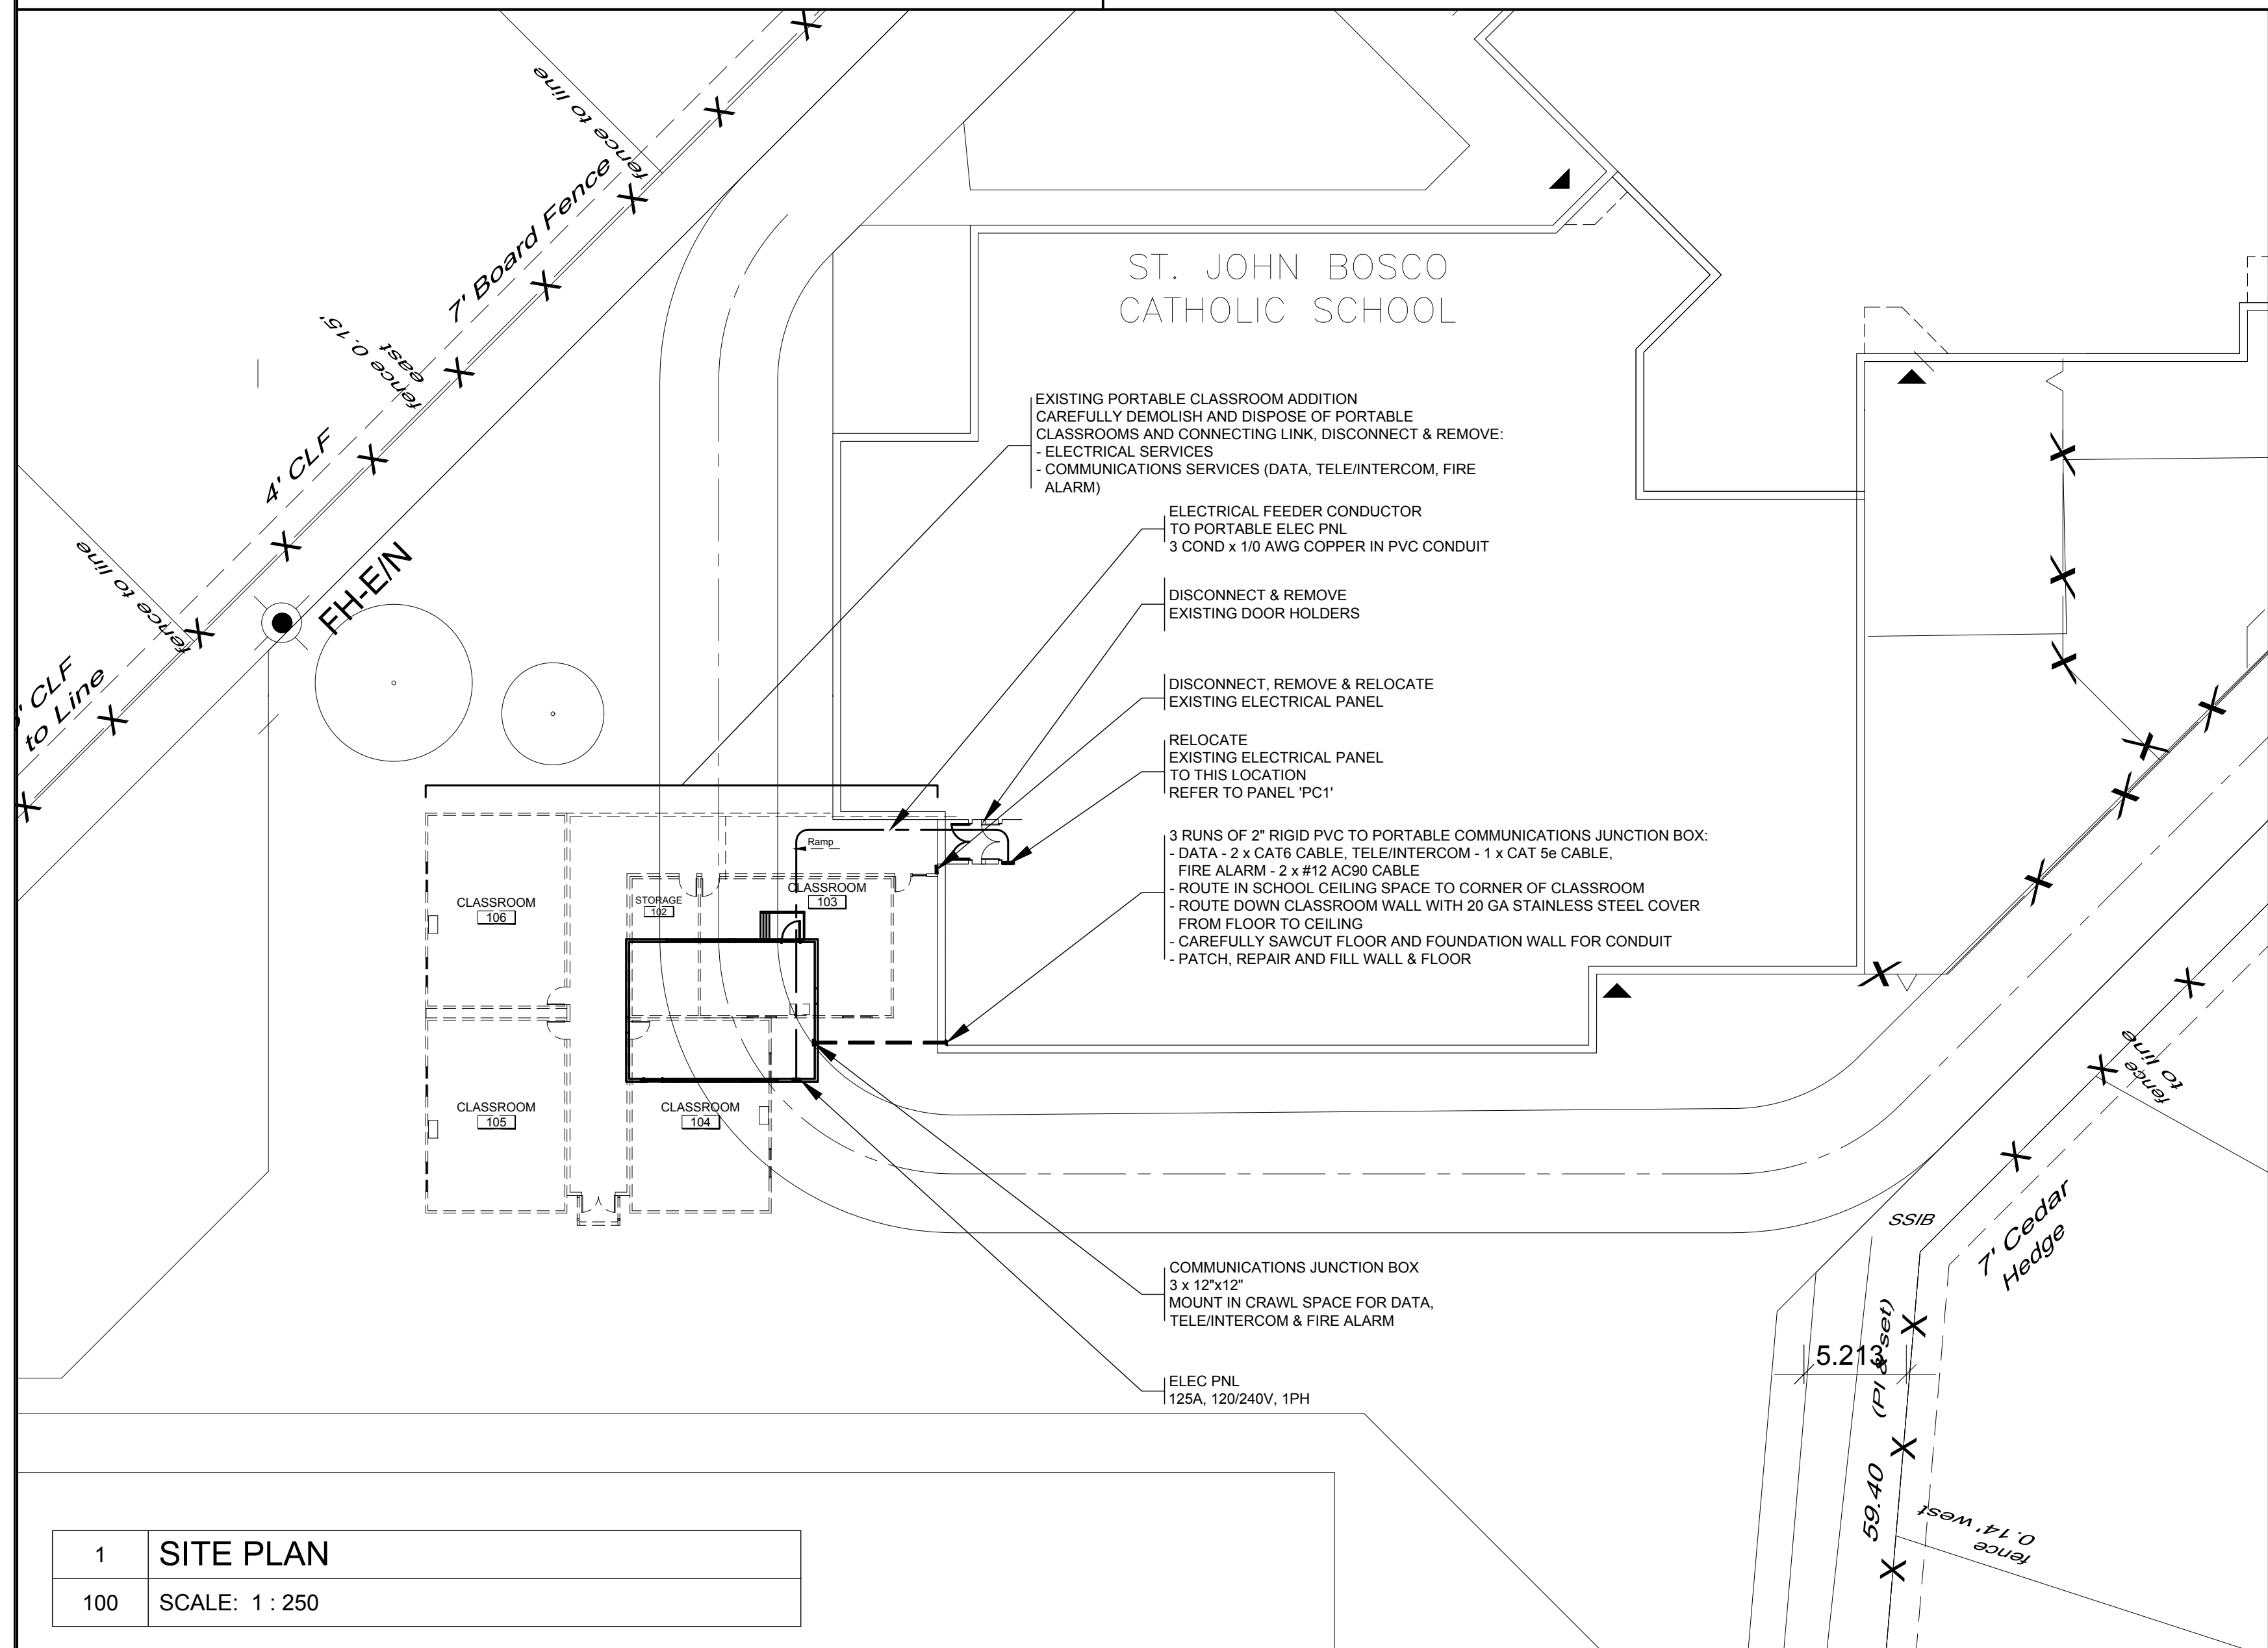 fence to line
7' Board Fence
fence 0.15'
east
4' CLF
fence to line
FH-E/N
' CLF
to Line
ST. JOHN BOSCO
CATHOLIC SCHOOL
EXISTING PORTABLE CLASSROOM ADDITION
CAREFULLY DEMOLISH AND DISPOSE OF PORTABLE
CLASSROOMS AND CONNECTING LINK, DISCONNECT & REMOVE:
- ELECTRICAL SERVICES
- COMMUNICATIONS SERVICES (DATA, TELE/INTERCOM, FIRE
ALARM)
ELECTRICAL FEEDER CONDUCTOR
TO PORTABLE ELEC PNL
3 COND x 1/0 AWG COPPER IN PVC CONDUIT
DISCONNECT & REMOVE
EXISTING DOOR HOLDERS
DISCONNECT, REMOVE & RELOCATE
EXISTING ELECTRICAL PANEL
RELOCATE
EXISTING ELECTRICAL PANEL
TO THIS LOCATION
REFER TO PANEL 'PC1'
3 RUNS OF 2" RIGID PVC TO PORTABLE COMMUNICATIONS JUNCTION BOX:
- DATA - 2 x CAT6 CABLE, TELE/INTERCOM - 1 x CAT 5e CABLE,
FIRE ALARM - 2 x #12 AC90 CABLE
- ROUTE IN SCHOOL CEILING SPACE TO CORNER OF CLASSROOM
- ROUTE DOWN CLASSROOM WALL WITH 20 GA STAINLESS STEEL COVER
FROM FLOOR TO CEILING
- CAREFULLY SAWCUT FLOOR AND FOUNDATION WALL FOR CONDUIT
- PATCH, REPAIR AND FILL WALL & FLOOR
Ramp
CLASSROOM
106
STORAGE
102
CLASSROOM
103
CLASSROOM
105
CLASSROOM
104
COMMUNICATIONS JUNCTION BOX
3 x 12"x12"
MOUNT IN CRAWL SPACE FOR DATA,
TELE/INTERCOM & FIRE ALARM
ELEC PNL
125A, 120/240V, 1PH
fence
to line
SSIB
7' Cedar
Hedge
5.213
(PI & set)
59.40
fence
0.14' west
1
SITE PLAN
100
SCALE: 1 : 250